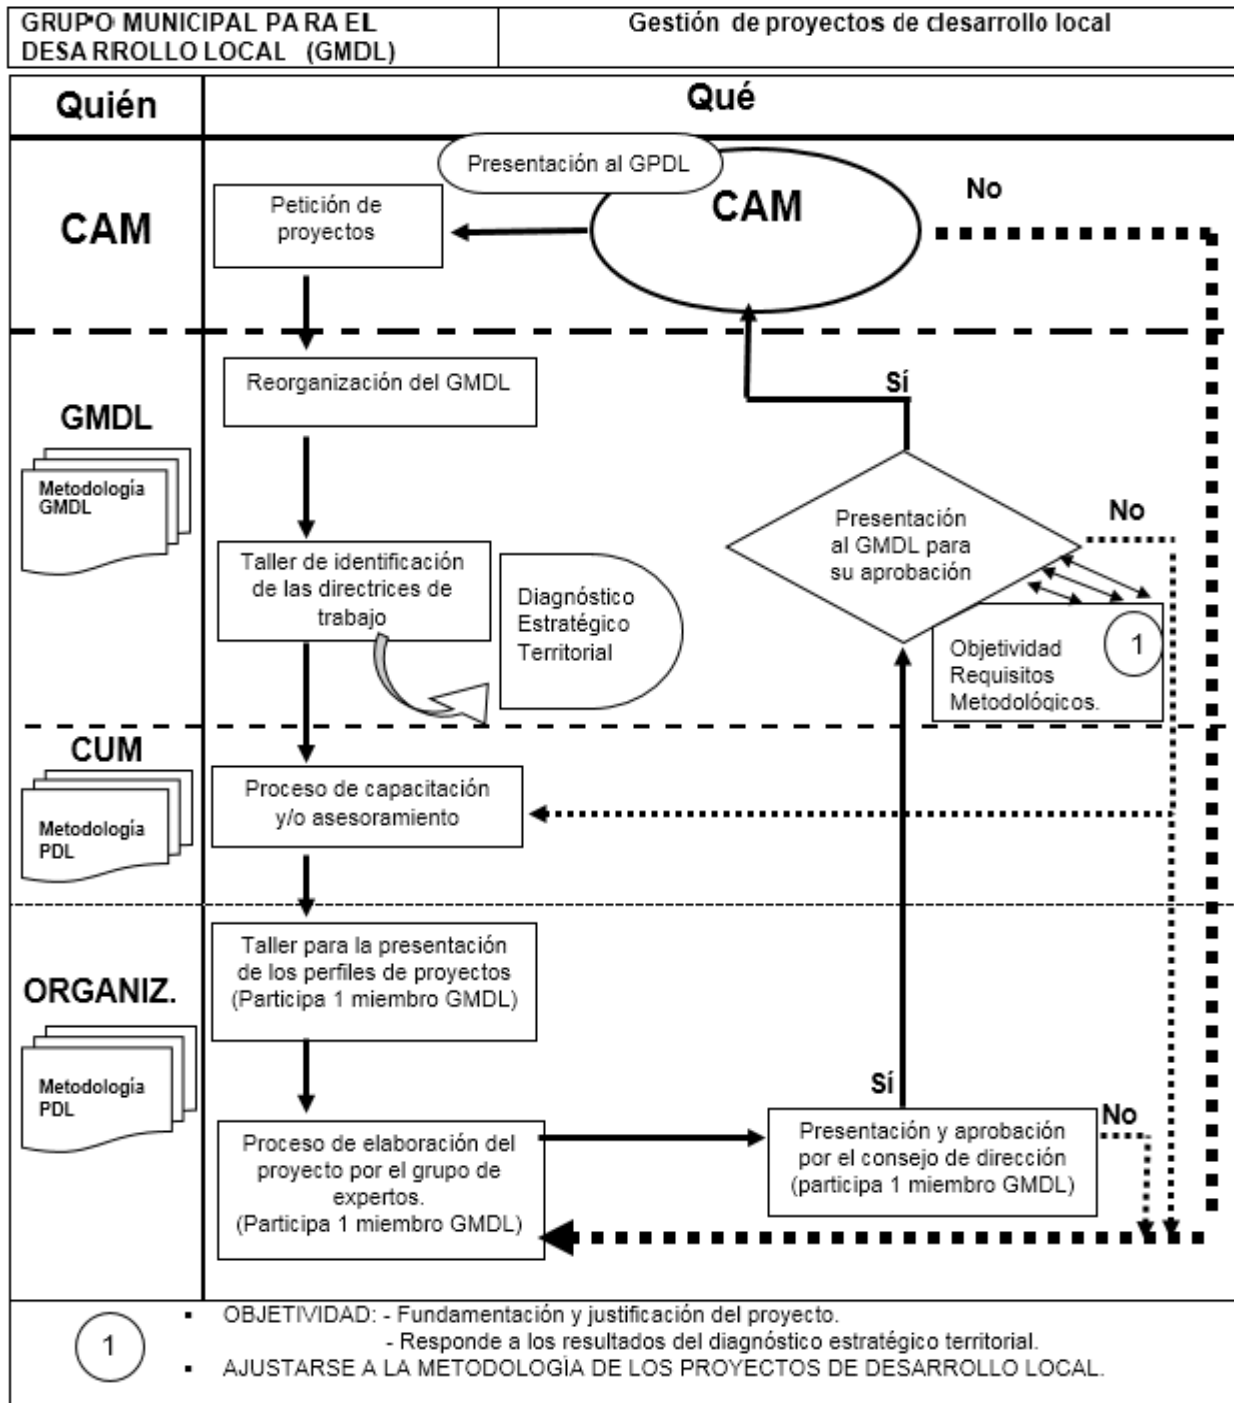 GRUPO MUNICIPAL PARA EL
DESARROLLO LOCAL (GMDL)
Gestión de proyectos de desarrollo local
Quién
Qué
CAM
Presentación al GPDL
CAM
No
Petición de
proyectos
GMDL
Metodología
GMDL
Reorganización del GMDL
Sí
Presentación
al GMDL para
su aprobación
No
Taller de identificación
de las directrices de
trabajo
Diagnóstico
Estratégico
Territorial
1
Objetividad
Requisitos
Metodológicos.
CUM
Metodología
PDL
Proceso de capacitación
y/o asesoramiento
ORGANIZ.
Metodología
PDL
Taller para la presentación
de los perfiles de proyectos
(Participa 1 miembro GMDL)
Proceso de elaboración del
proyecto por el grupo de
expertos.
(Participa 1 miembro GMDL)
Sí
No
Presentación y aprobación
por el consejo de dirección
(participa 1 miembro GMDL)
1
▪ OBJETIVIDAD: - Fundamentación y justificación del proyecto.
- Responde a los resultados del diagnóstico estratégico territorial.
▪ AJUSTARSE A LA METODOLOGÍA DE LOS PROYECTOS DE DESARROLLO LOCAL.